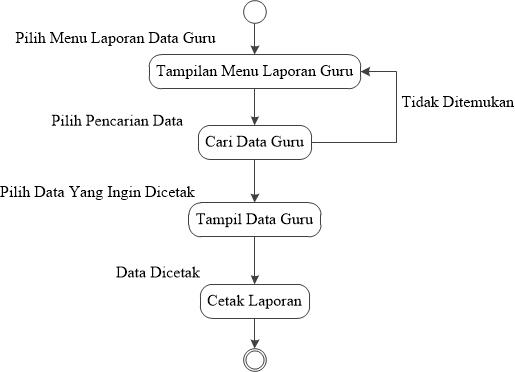 Pilih Menu Laporan Data Guru
Tampilan Menu Laporan Guru
Tidak Ditemukan
Pilih Pencarian Data
Cari Data Guru
Pilih Data Yang Ingin Dicetak
Tampil Data Guru
Data Dicetak
Cetak Laporan